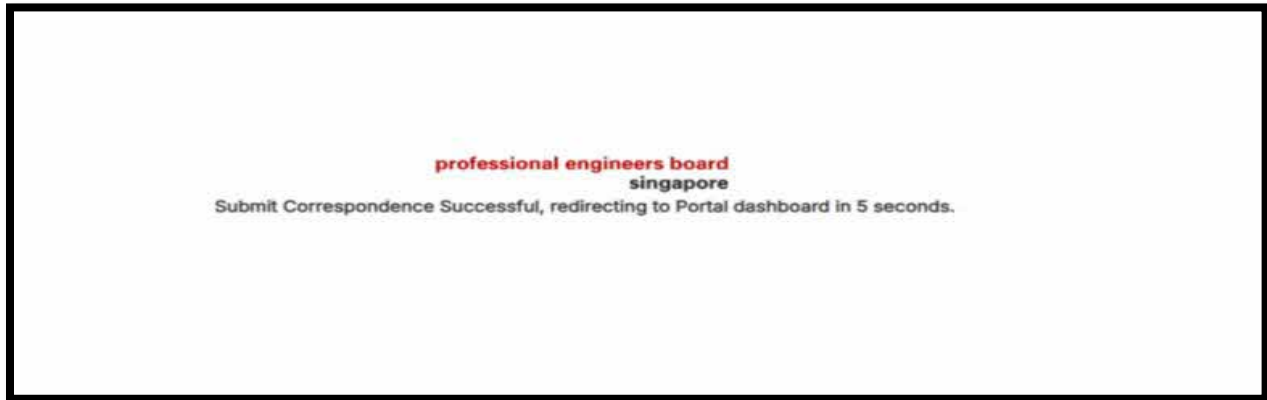 professional engineers board
singapore
Submit Correspondence Successful, redirecting to Portal dashboard in 5 seconds.